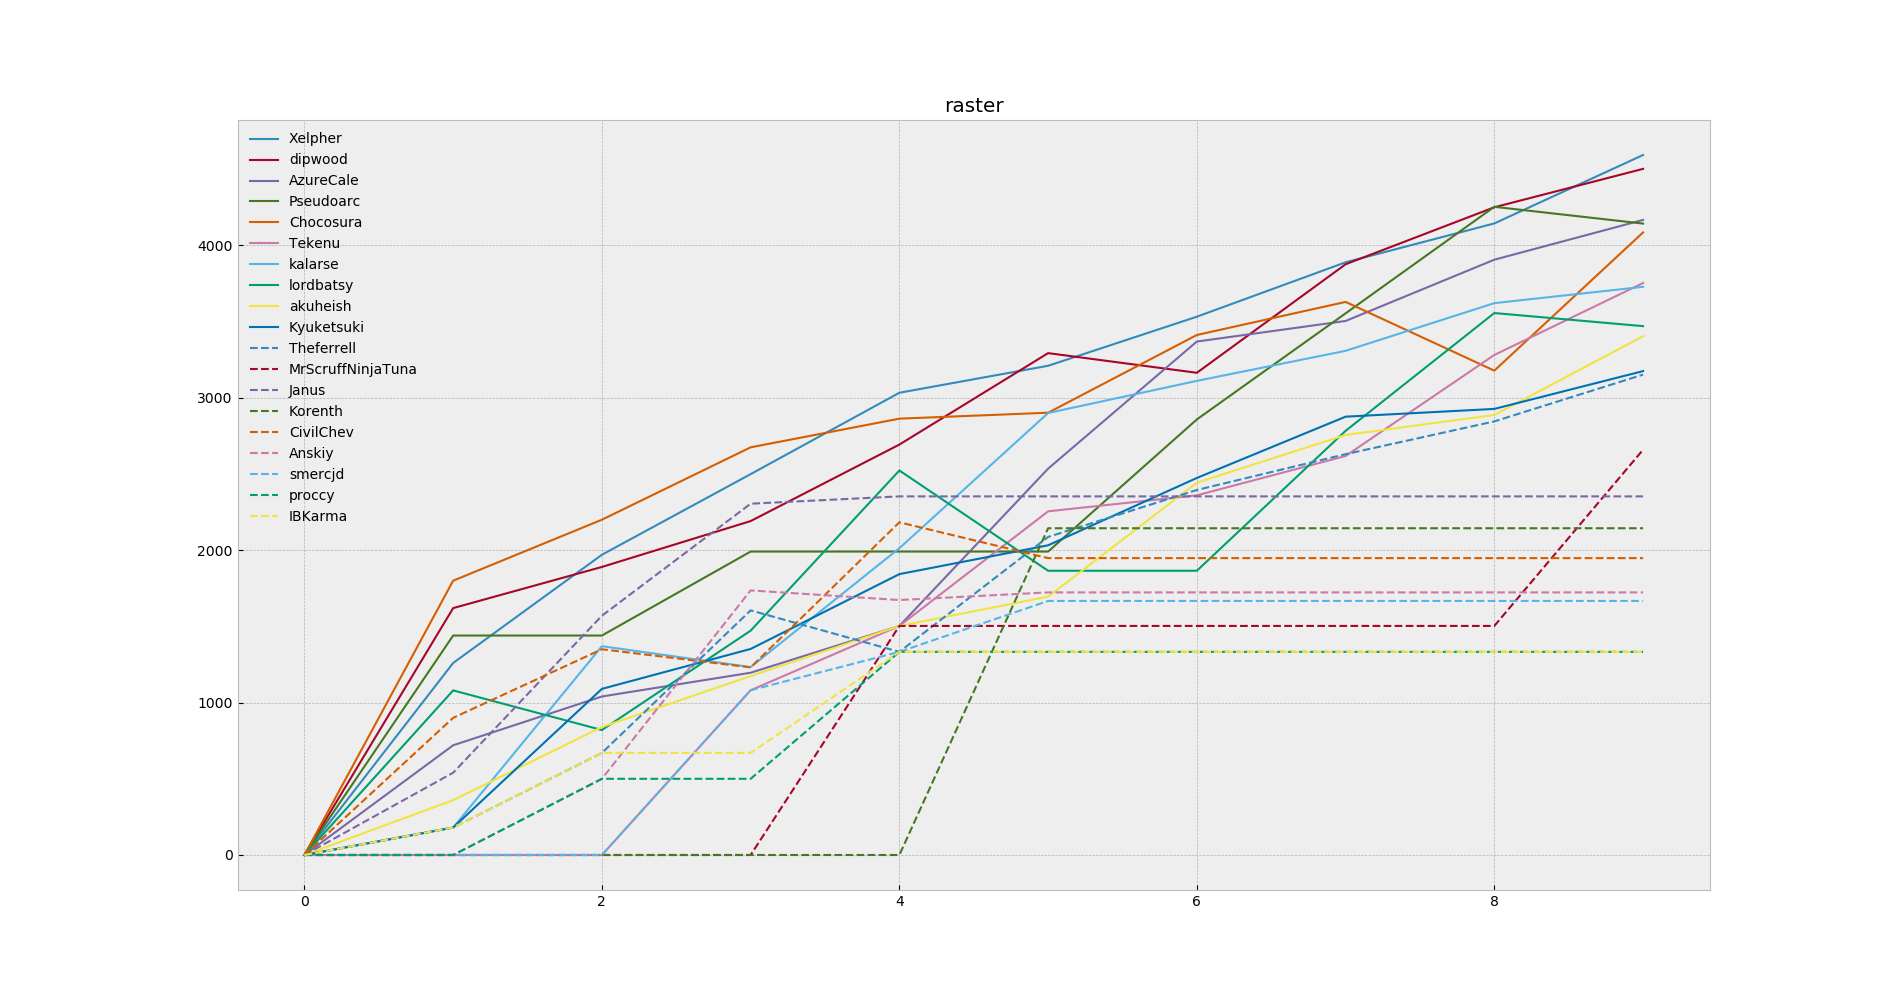 raster
Xelpher
dipwood
AzureCale
Pseudoarc
Chocosura
Tekenu
kalarse
lordbatsy
akuheish
Kyuketsuki
Theferrell
MrScruffNinjaTuna
Janus
Korenth
CivilChev
Anskiy
smercjd
proccy
IBKarma
4000
3000
2000
1000
0
0 2 4 6 8